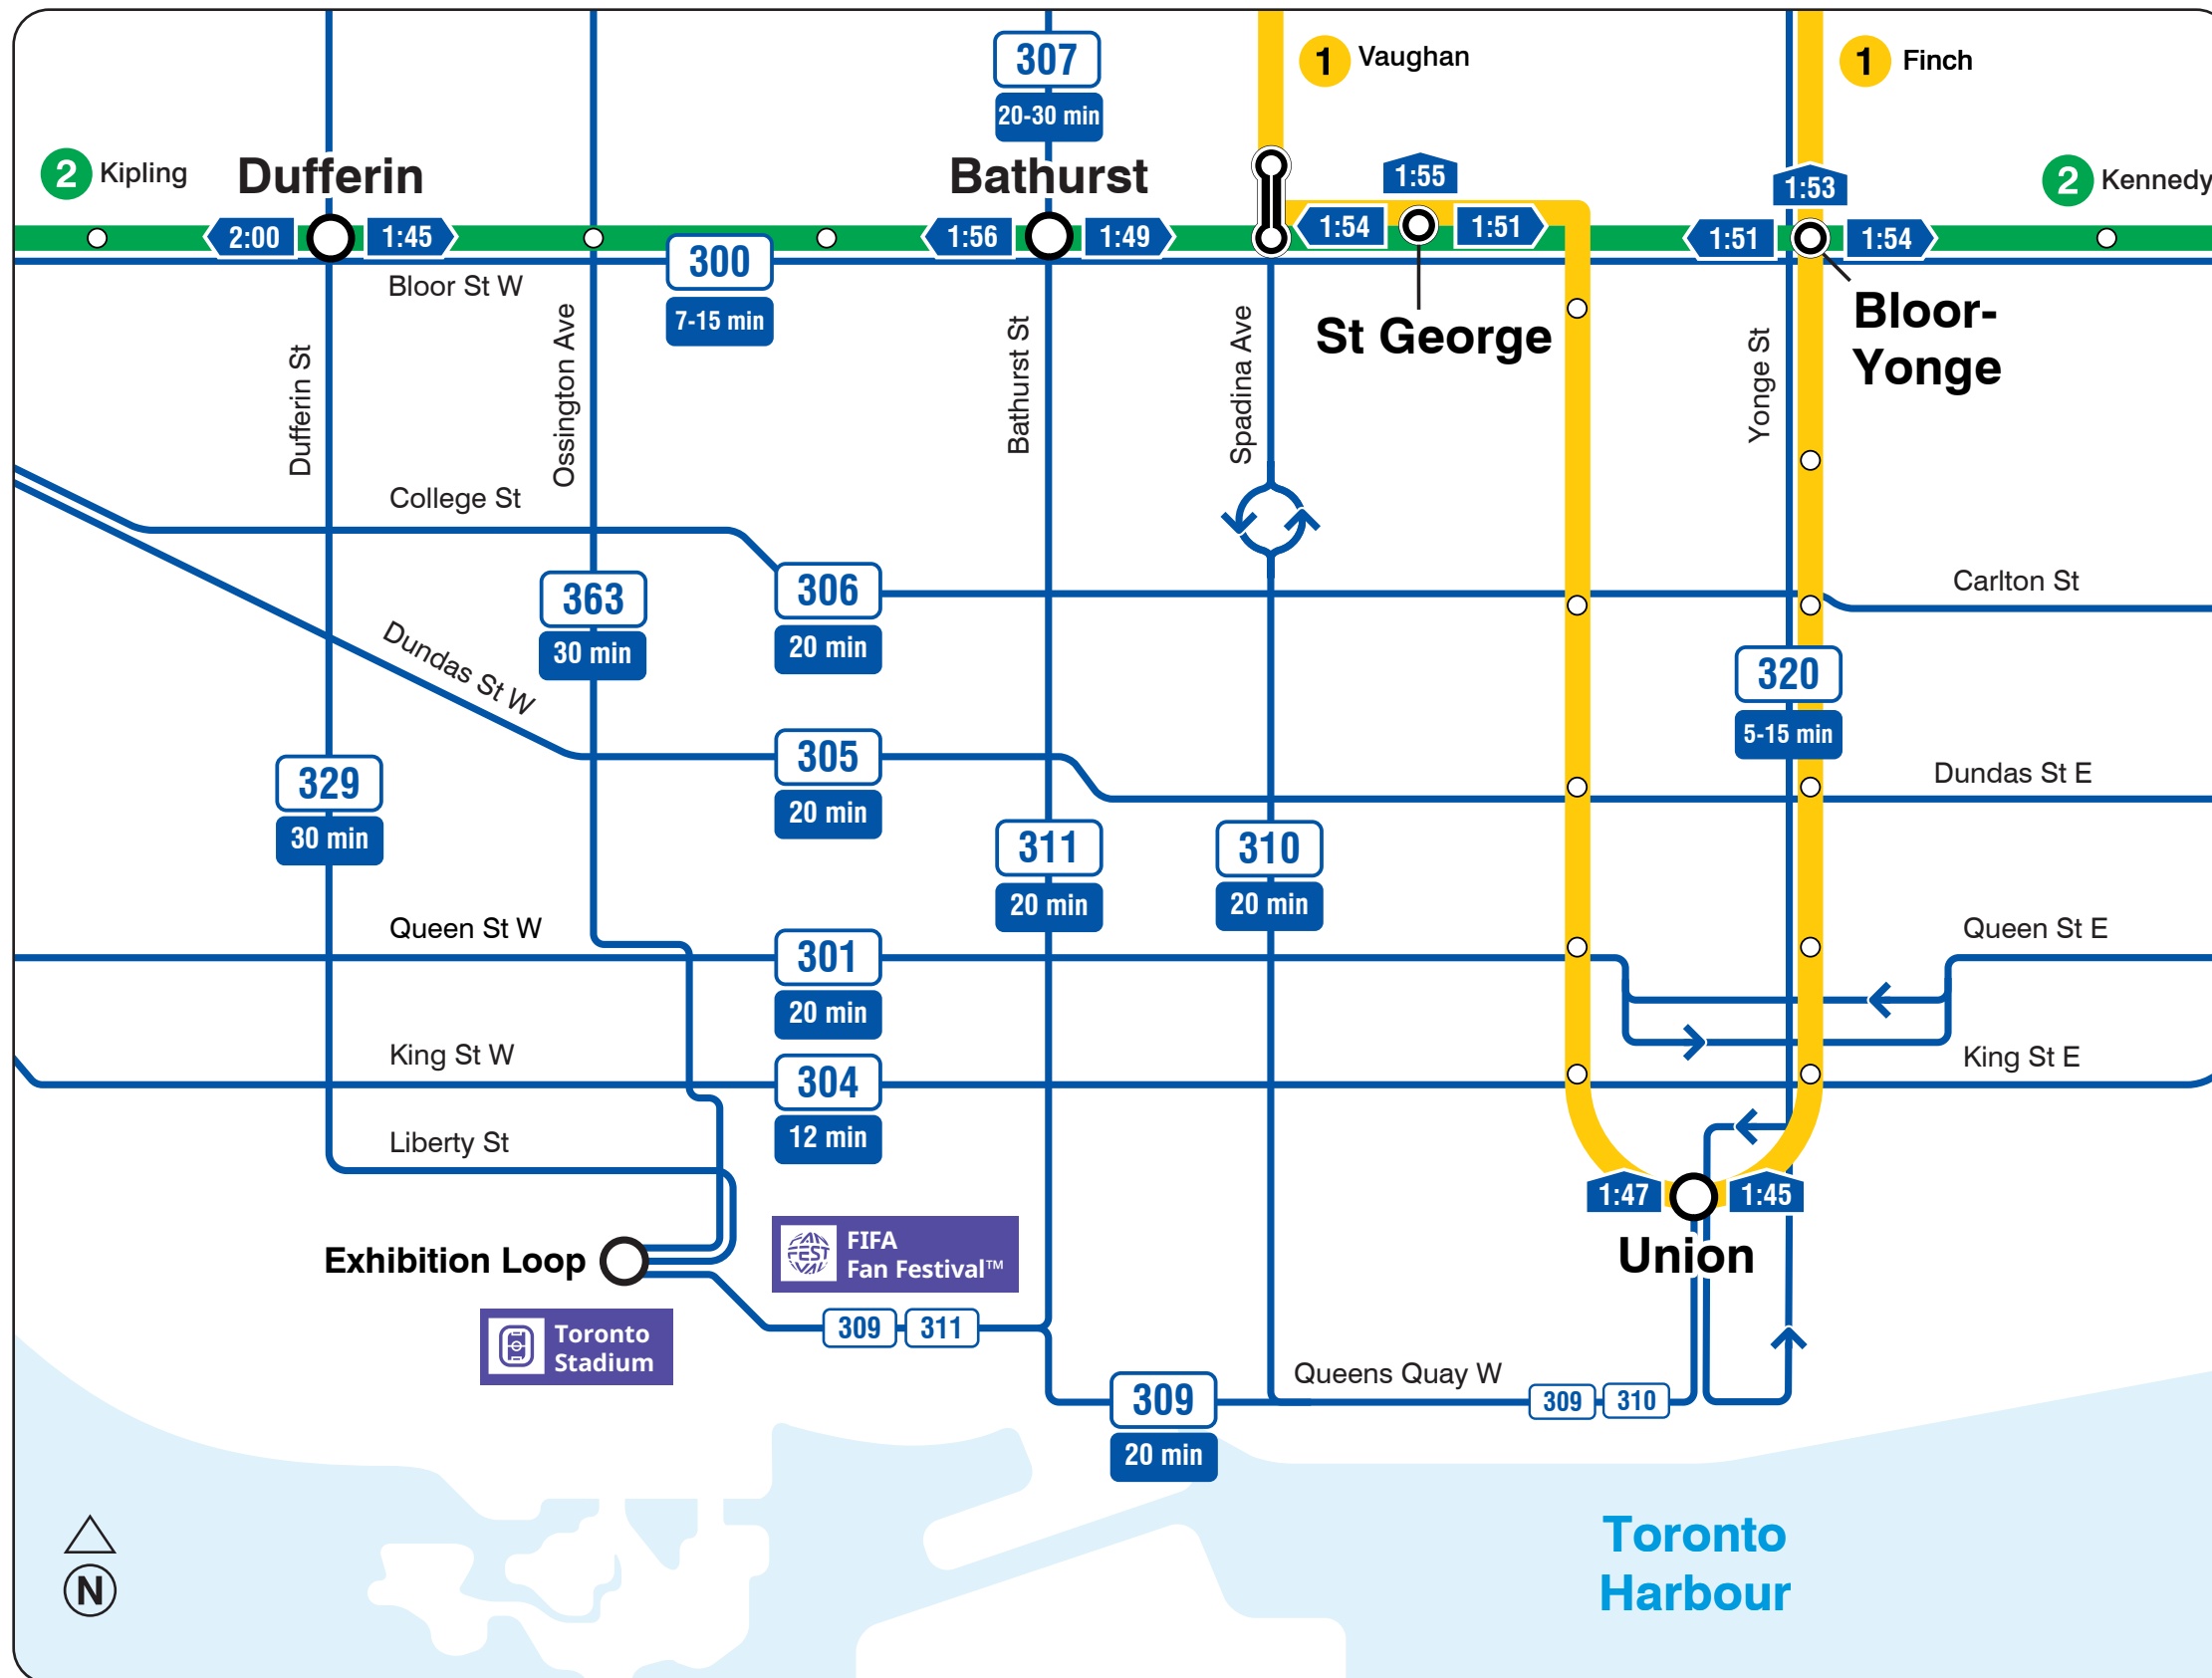 307
20-30 min
1 Vaughan
1 Finch
2 Kipling
Dufferin
Bathurst
1:55
1:53
2 Kennedy
2:00
1:45
1:56
1:49
1:54
1:51
1:51
1:54
300
7-15 min
Bloor St W
St George
Bloor-
Yonge
Dufferin St
Ossington Ave
Bathurst St
Spadina Ave
Yonge St
College St
306
20 min
363
30 min
Carlton St
Dundas St W
320
5-15 min
305
20 min
329
30 min
Dundas St E
311
20 min
310
20 min
Queen St W
301
20 min
Queen St E
King St W
304
12 min
King St E
Liberty St
1:47
1:45
Union
Exhibition Loop
FAN
FEST
VAL
FIFA
Fan Festival™
309
311
Toronto
Stadium
Queens Quay W
309
310
309
20 min
Toronto
Harbour
N